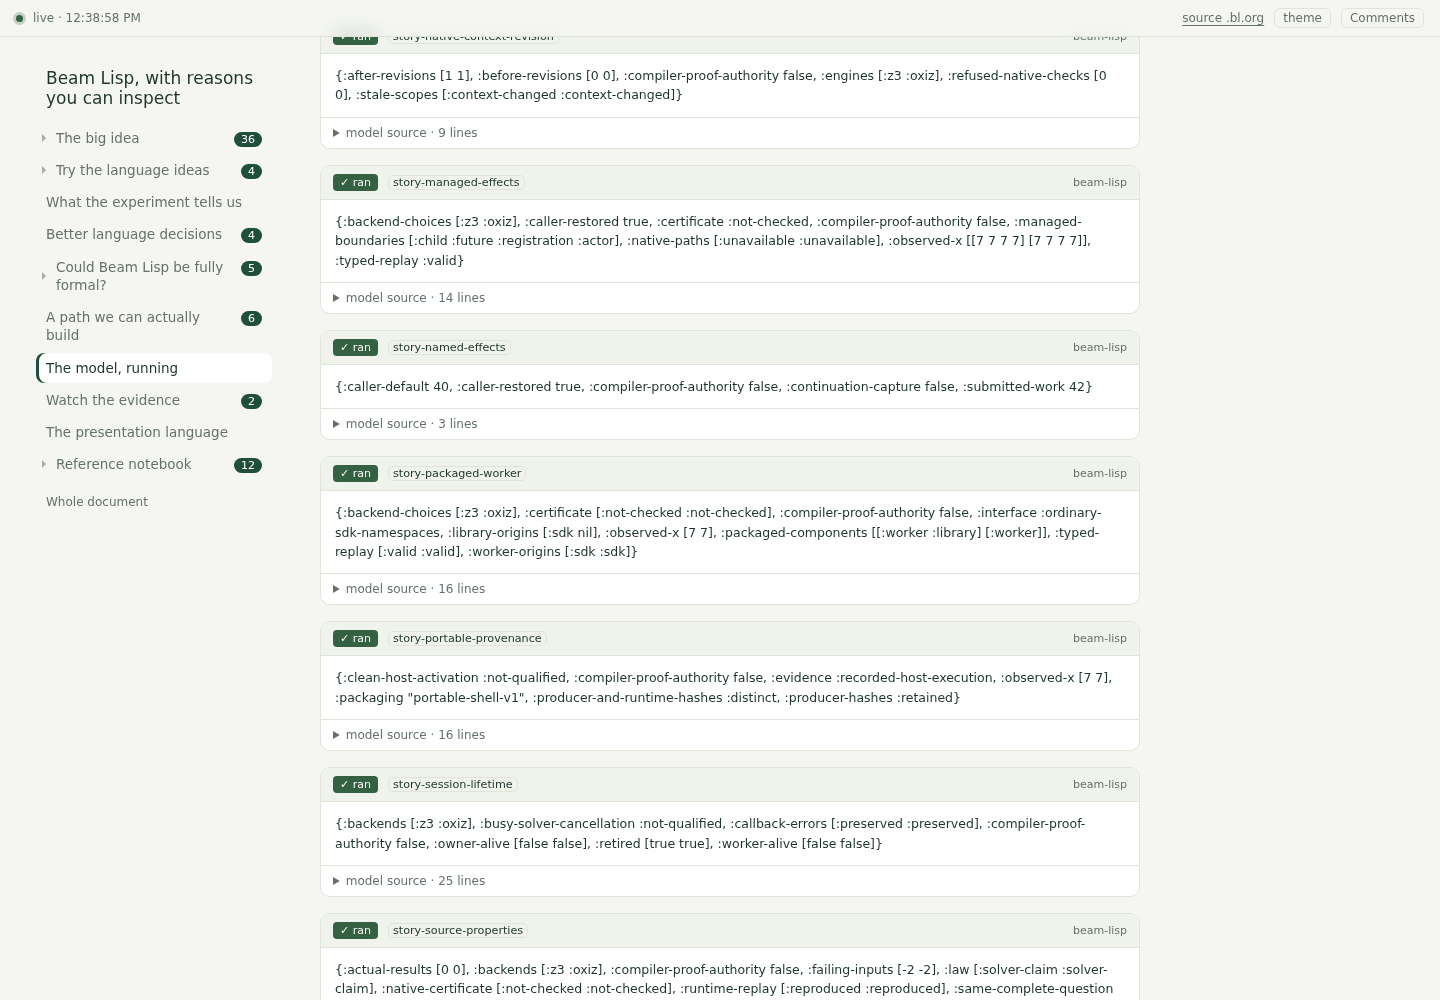 live · 12:38:58 PM
source .bl.org
theme
Comments
Beam Lisp, with reasons
you can inspect
The big idea
36
Try the language ideas
4
What the experiment tells us
Better language decisions
4
Could Beam Lisp be fully
formal?
5
A path we can actually
build
6
The model, running
Watch the evidence
2
The presentation language
Reference notebook
12
Whole document
✓ ran
story-native-context-revision
beam-lisp
{:after-revisions [1 1], :before-revisions [0 0], :compiler-proof-authority false, :engines [:z3 :oxiz], :refused-native-checks [0
0], :stale-scopes [:context-changed :context-changed]}
model source · 9 lines
✓ ran
story-managed-effects
beam-lisp
{:backend-choices [:z3 :oxiz], :caller-restored true, :certificate :not-checked, :compiler-proof-authority false, :managed-
boundaries [:child :future :registration :actor], :native-paths [:unavailable :unavailable], :observed-x [[7 7 7 7] [7 7 7 7]],
:typed-replay :valid}
model source · 14 lines
✓ ran
story-named-effects
beam-lisp
{:caller-default 40, :caller-restored true, :compiler-proof-authority false, :continuation-capture false, :submitted-work 42}
model source · 3 lines
✓ ran
story-packaged-worker
beam-lisp
{:backend-choices [:z3 :oxiz], :certificate [:not-checked :not-checked], :compiler-proof-authority false, :interface :ordinary-
sdk-namespaces, :library-origins [:sdk nil], :observed-x [7 7], :packaged-components [[:worker :library] [:worker]], :typed-
replay [:valid :valid], :worker-origins [:sdk :sdk]}
model source · 16 lines
✓ ran
story-portable-provenance
beam-lisp
{:clean-host-activation :not-qualified, :compiler-proof-authority false, :evidence :recorded-host-execution, :observed-x [7 7],
:packaging "portable-shell-v1", :producer-and-runtime-hashes :distinct, :producer-hashes :retained}
model source · 16 lines
✓ ran
story-session-lifetime
beam-lisp
{:backends [:z3 :oxiz], :busy-solver-cancellation :not-qualified, :callback-errors [:preserved :preserved], :compiler-proof-
authority false, :owner-alive [false false], :retired [true true], :worker-alive [false false]}
model source · 25 lines
✓ ran
story-source-properties
beam-lisp
{:actual-results [0 0], :backends [:z3 :oxiz], :compiler-proof-authority false, :failing-inputs [-2 -2], :law [:solver-claim :solver-
claim], :native-certificate [:not-checked :not-checked], :runtime-replay [:reproduced :reproduced], :same-complete-question